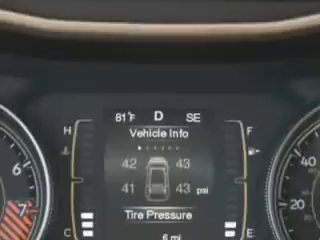 81°F D SE
H Vehicle Info F
42 43
41 43 psi
6 40
7 20
Tire Pressure
C 6 mi E